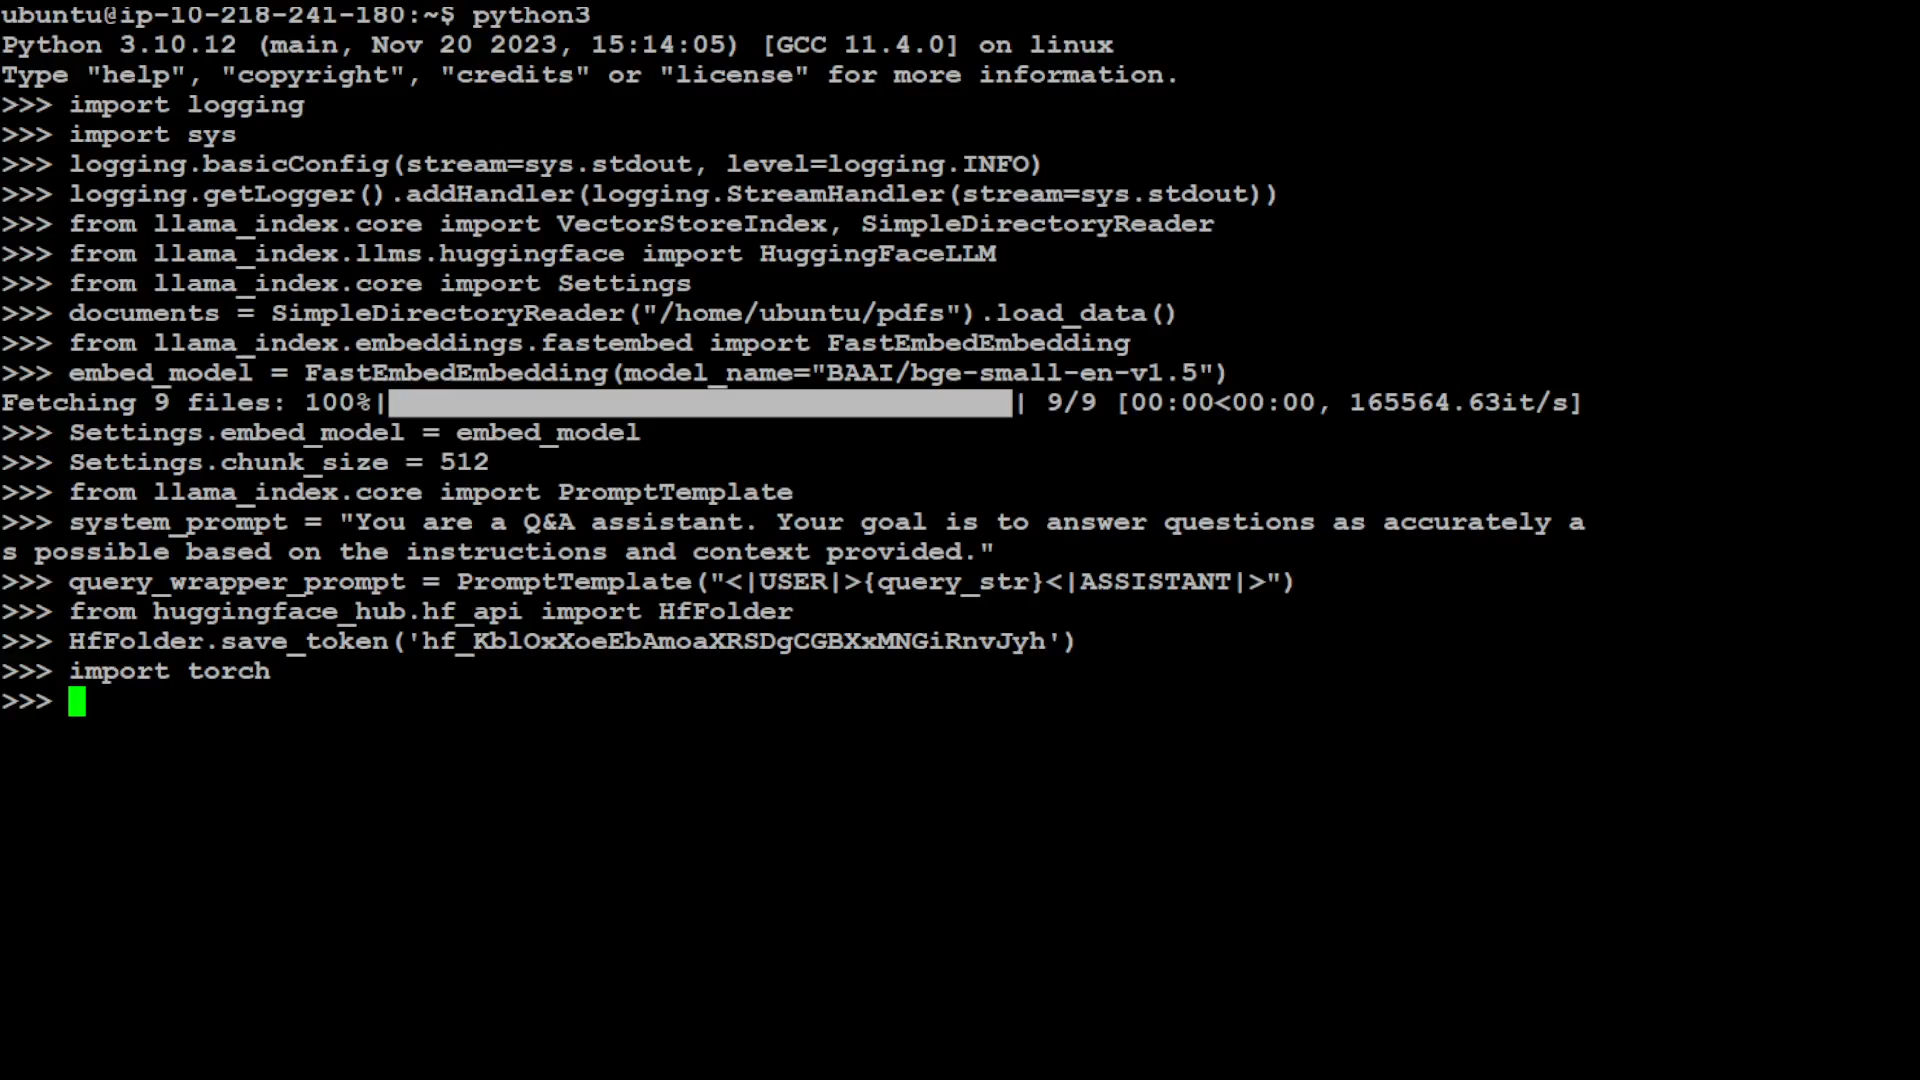 ubuntu@ip-10-218-241-180:~$ python3
Python 3.10.12 (main, Nov 20 2023, 15:14:05) [GCC 11.4.0] on linux
Type "help", "copyright", "credits" or "license" for more information.
>>> import logging
>>> import sys
>>> logging.basicConfig(stream=sys.stdout, level=logging.INFO)
>>> logging.getLogger().addHandler(logging.StreamHandler(stream=sys.stdout))
>>> from llama_index.core import VectorStoreIndex, SimpleDirectoryReader
>>> from llama_index.llms.huggingface import HuggingFaceLLM
>>> from llama_index.core import Settings
>>> documents = SimpleDirectoryReader("/home/ubuntu/pdfs").load_data()
>>> from llama_index.embeddings.fastembed import FastEmbedEmbedding
>>> embed_model = FastEmbedEmbedding(model_name="BAAI/bge-small-en-v1.5")
Fetching 9 files: 100%|██████████| 9/9 [00:00<00:00, 165564.63it/s]
>>> Settings.embed_model = embed_model
>>> Settings.chunk_size = 512
>>> from llama_index.core import PromptTemplate
>>> system_prompt = "You are a Q&A assistant. Your goal is to answer questions as accurately a
s possible based on the instructions and context provided."
>>> query_wrapper_prompt = PromptTemplate("<|USER|>{query_str}<|ASSISTANT|>")
>>> from huggingface_hub.hf_api import HfFolder
>>> HfFolder.save_token('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')
>>> import torch
>>>